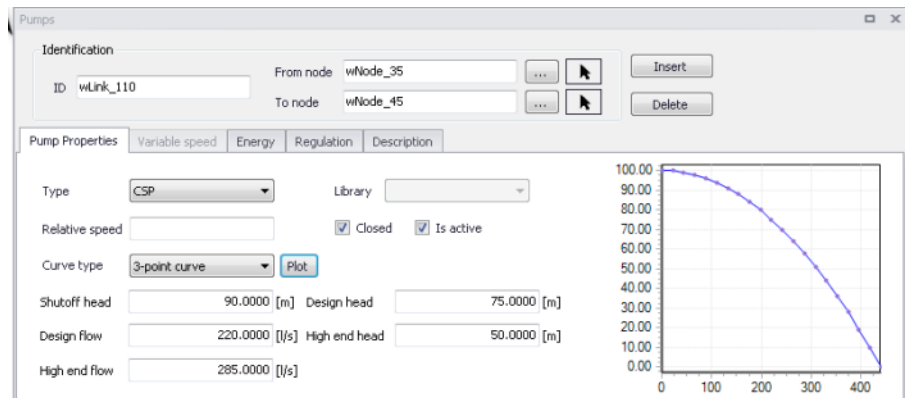 Pumps
Identification
ID wLink_110
From node wNode_35 ...
To node wNode_45 ...
Insert
Delete
Pump Properties Variable speed Energy Regulation Description
Type CSP Library
Relative speed Closed Is active
Curve type 3-point curve Plot
Shutoff head 90.0000 [m] Design head 75.0000 [m]
Design flow 220.0000 [l/s] High end head 50.0000 [m]
High end flow 285.0000 [l/s]
100.00
90.00
80.00
70.00
60.00
50.00
40.00
30.00
20.00
10.00
0.00
0 100 200 300 400